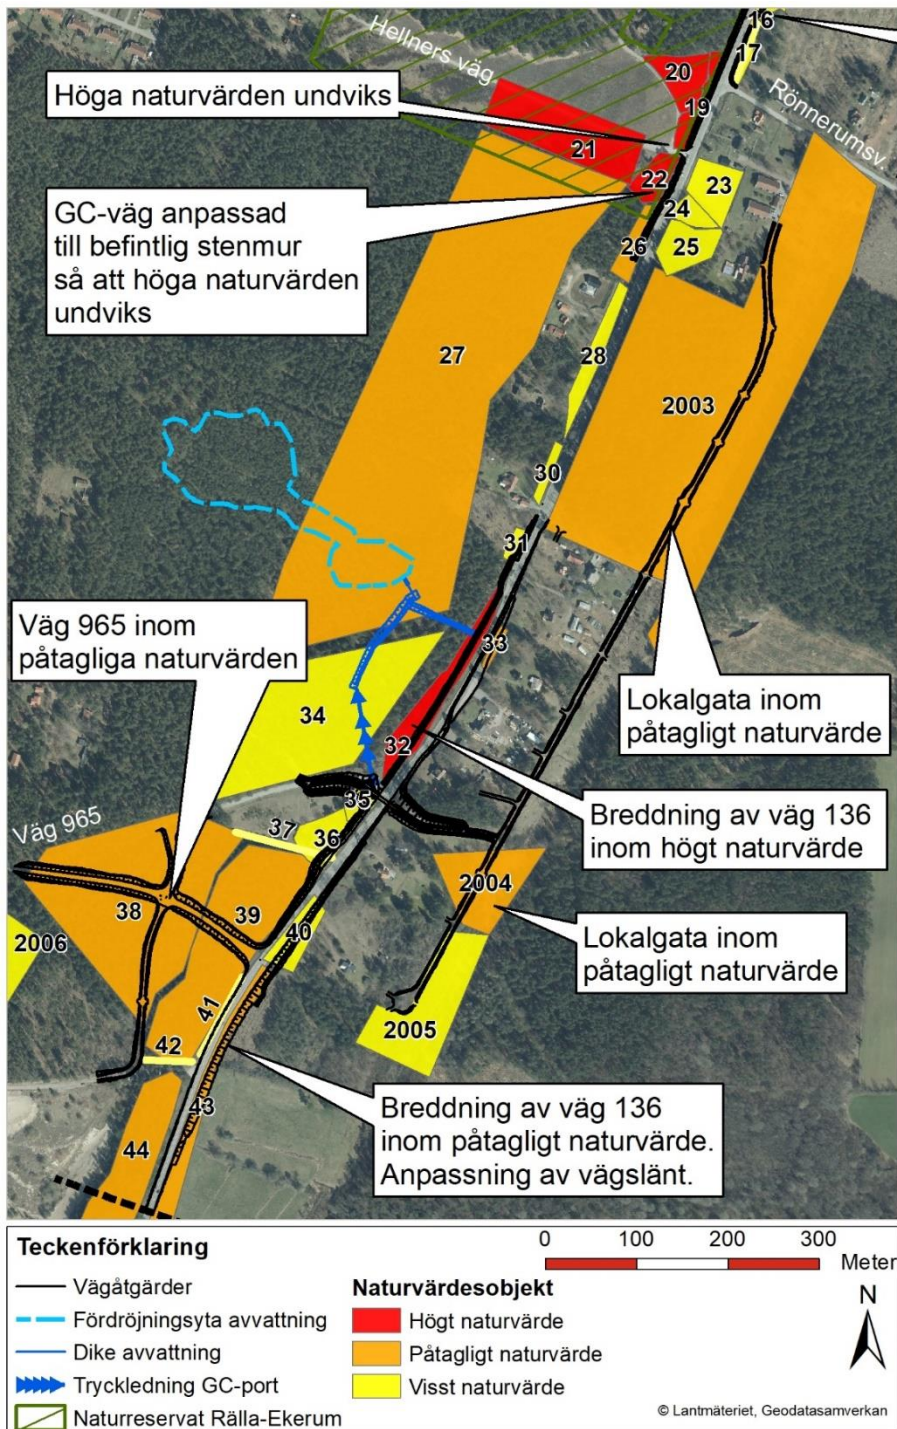 16
17
Hellners väg
20
Höga naturvärden undviks
19
Rönnerumsv.
21
22
23
GC-väg anpassad
till befintlig stenmur
så att höga naturvärden
undviks
24
25
26
27
28
2003
30
31
Väg 965 inom
påtagliga naturvärden
33
34
Lokalgata inom
påtagligt naturvärde
32
35
Breddning av väg 136
inom högt naturvärde
Väg 965
37
36
2004
38
39
40
2006
Lokalgata inom
påtagligt naturvärde
41
2005
42
43
Breddning av väg 136
inom påtagligt naturvärde.
Anpassning av vägslänt.
44
Teckenförklaring
0 100 200 300
Meter
Vägåtgärder
Fördröjningsyta avvattning
Dike avvattning
Tryckledning GC-port
Naturreservat Rälla-Ekerum
Naturvärdesobjekt
Högt naturvärde
Påtagligt naturvärde
Visst naturvärde
N
© Lantmäteriet, Geodatasamverkan